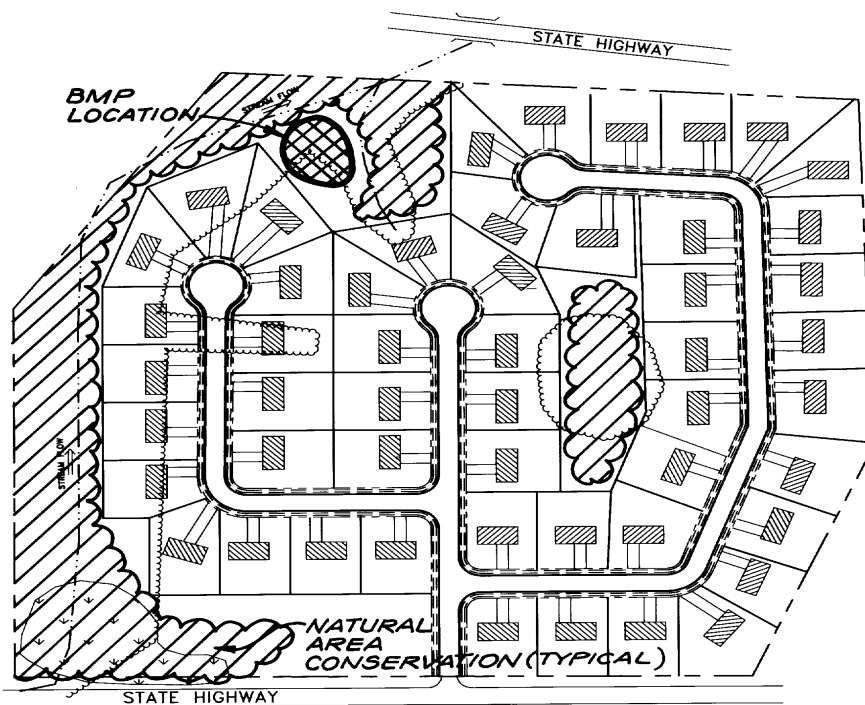 STATE HIGHWAY
BMP
LOCATION
STREAM FLOW
STREAM FLOW
NATURAL
AREA
CONSERVATION (TYPICAL)
STATE HIGHWAY